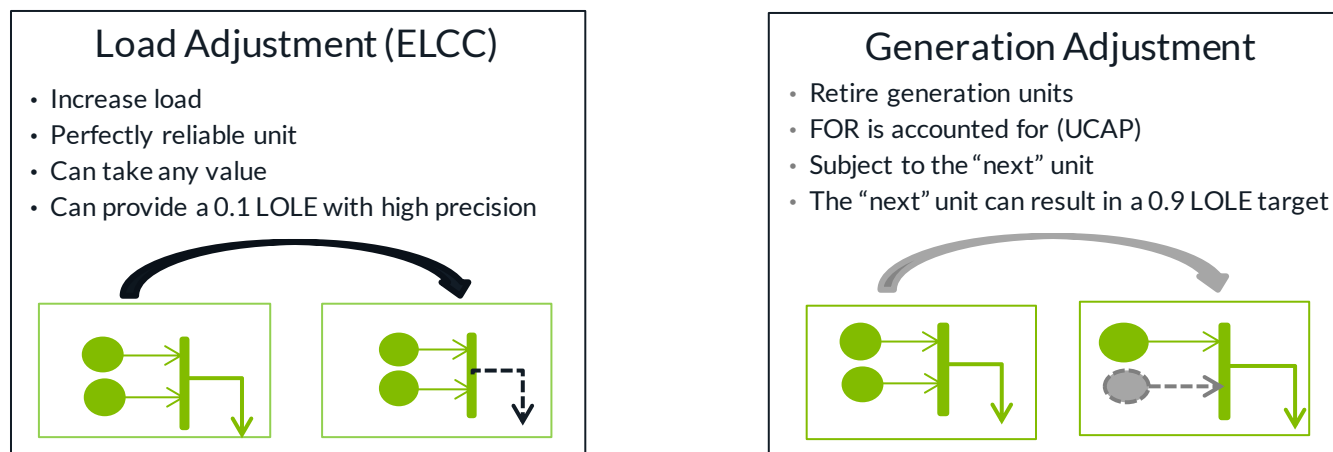 Load Adjustment (ELCC)
• Increase load
• Perfectly reliable unit
• Can take any value
• Can provide a 0.1 LOLE with high precision
Generation Adjustment
• Retire generation units
• FOR is accounted for (UCAP)
• Subject to the “next” unit
• The “next” unit can result in a 0.9 LOLE target